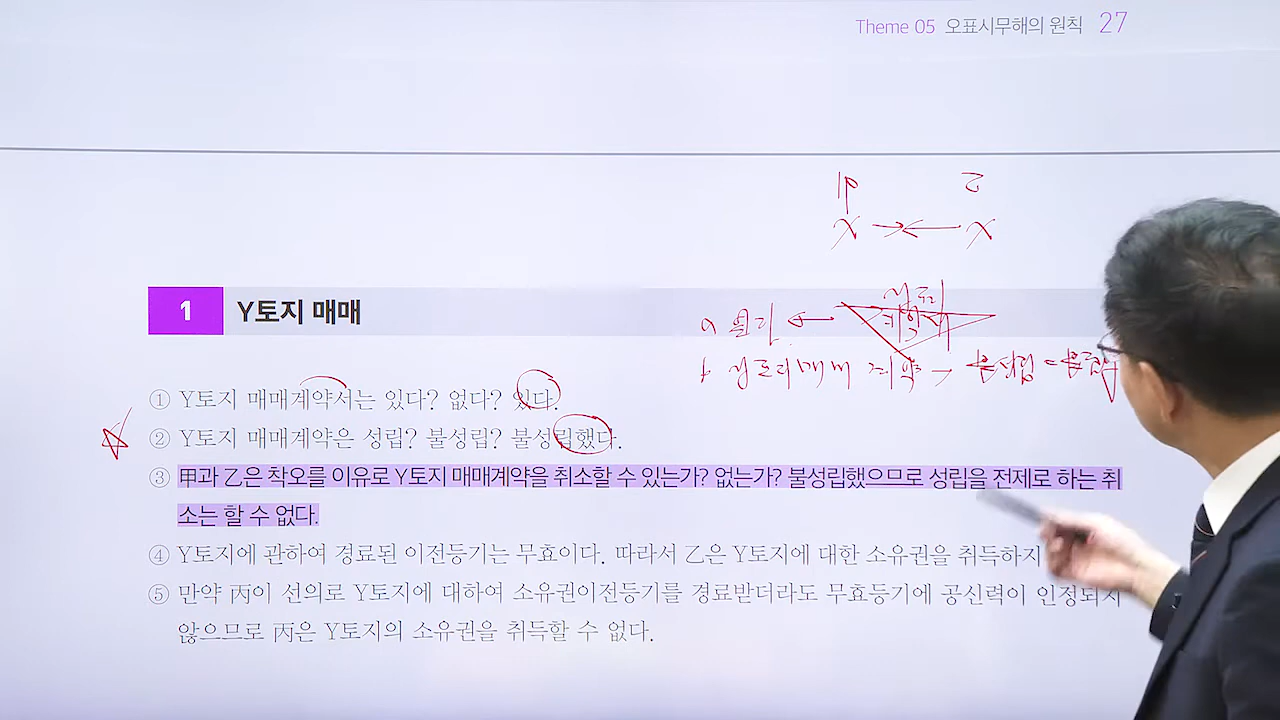 Theme 05 오표시무해의 원칙 27
甲 乙
X X
1 Y토지 매매
계약
매매 계약
① Y토지 매매계약서는 있다? 없다? 있다.
② Y토지 매매계약은 성립? 불성립? 불성립했다.
③ 甲과 乙은 착오를 이유로 Y토지 매매계약을 취소할 수 있는가? 없는가? 불성립했으므로 성립을 전제로 하는 취
소는 할 수 없다.
④ Y토지에 관하여 경료된 이전등기는 무효이다. 따라서 乙은 Y토지에 대한 소유권을 취득하지
⑤ 만약 丙이 선의로 Y토지에 대하여 소유권이전등기를 경료받더라도 무효등기에 공신력이 인정되지
않으므로 丙은 Y토지의 소유권을 취득할 수 없다.